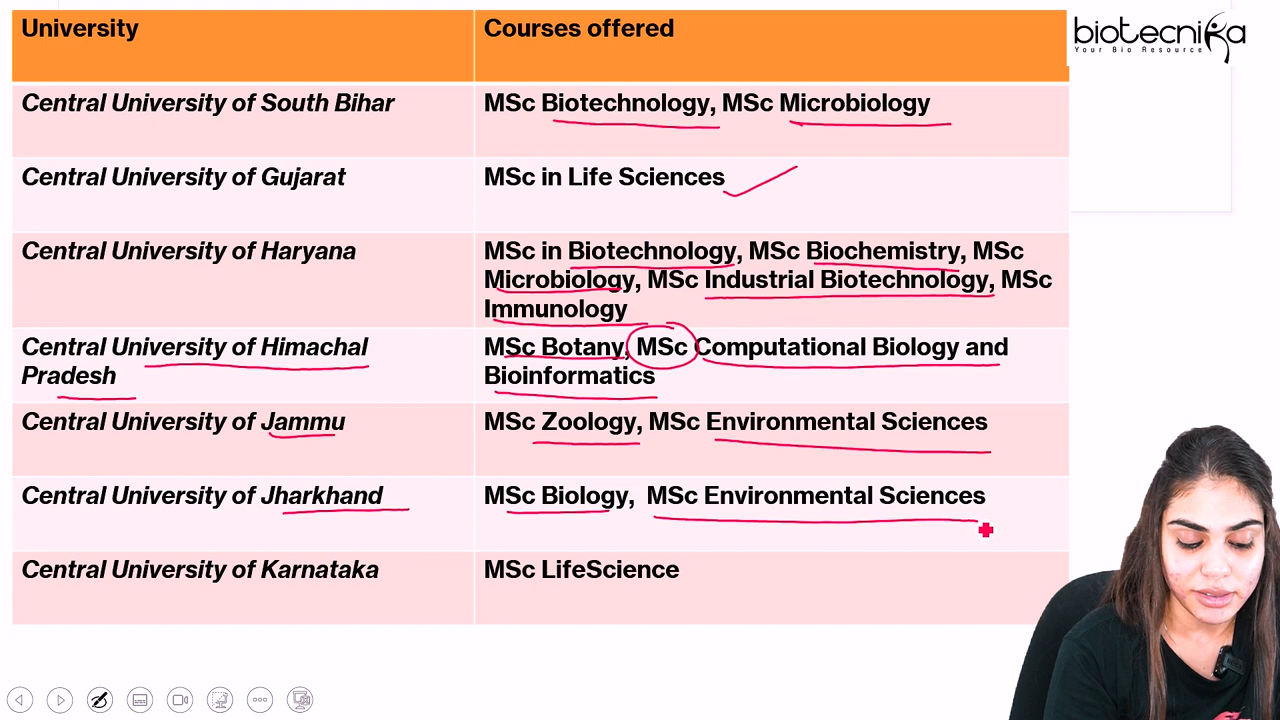 University
Courses offered
biotecnika
Your Bio Resource
Central University of South Bihar
MSc Biotechnology, MSc Microbiology
Central University of Gujarat
MSc in Life Sciences
Central University of Haryana
MSc in Biotechnology, MSc Biochemistry, MSc
Microbiology, MSc Industrial Biotechnology, MSc
Immunology
Central University of Himachal
Pradesh
MSc Botany, MSc Computational Biology and
Bioinformatics
Central University of Jammu
MSc Zoology, MSc Environmental Sciences
Central University of Jharkhand
MSc Biology, MSc Environmental Sciences
Central University of Karnataka
MSc LifeScience